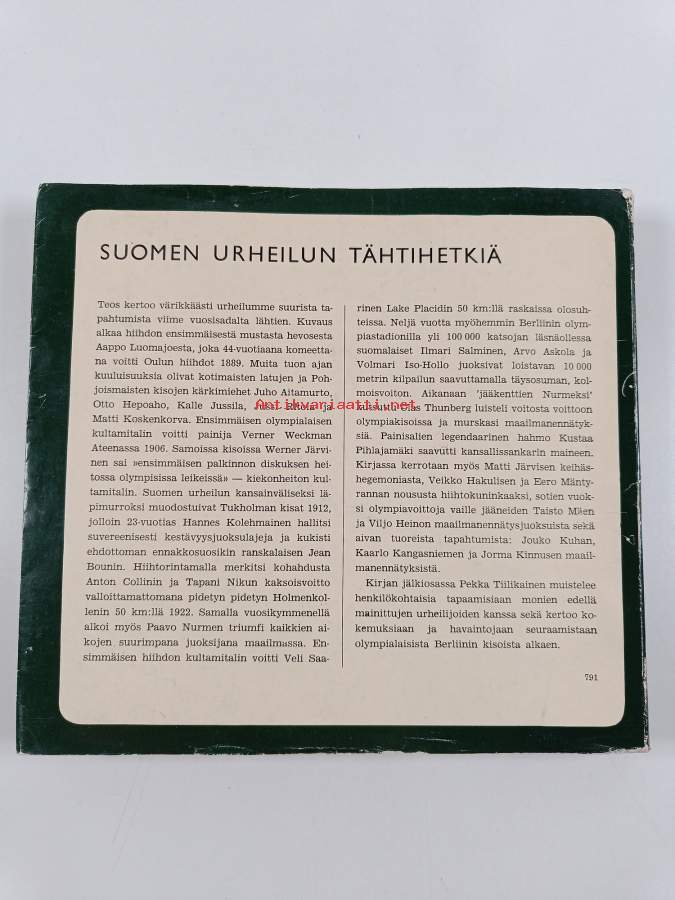 SUOMEN URHEILUN TÄHTIHETKIÄ
Teos kertoo värikkäästi urheilumme suurista ta-
pahtumista viime vuosisadalta lähtien. Kuvaus
alkaa hiihdon ensimmäisestä mustasta hevosesta
Aappo Luomajoesta, joka 44-vuotiaana komeetta-
na voitti Oulun hiihdot 1889. Muita tuon ajan
kuuluisuuksia olivat kotimaisten latujen ja Poh-
joismaisten kisojen kärkimiehet Juho Aitamurto,
Otto Hepoaho, Kalle Jussila, Jussi ja
Matti Koskenkorva. Ensimmäisen olympialaisen
kultamitalin voitti painija Verner Weckman
Ateenassa 1906. Samoissa kisoissa Werner Järvi-
nen sai »ensimmäisen palkinnon diskuksen hei-
tossa olympisissa leikeissä» — kiekonheiton kul-
tamitalin. Suomen urheilun kansainväliseksi lä-
pimurroksi muodostuivat Tukholman kisat 1912,
jolloin 23-vuotias Hannes Kolehmainen hallitsi
suvereenisesti kestävyysjuoksulajeja ja kukisti
ehdottoman ennakkosuosikin ranskalaisen Jean
Bounin. Hiihtorintamalla merkitsi kohahdusta
Anton Collinin ja Tapani Nikun kaksoisvoitto
valloittamattomana pidetyn pidetyn Holmenkol-
lenin 50 km:llä 1922. Samalla vuosikymmenellä
alkoi myös Paavo Nurmen triumfi kaikkien ai-
kojen suurimpana juoksijana maailmassa. En-
simmäisen hiihdon kultamitalin voitti Veli Saa-
rinen Lake Placidin 50 km:llä raskaissa olosuh-
teissa. Neljä vuotta myöhemmin Berliinin olym-
piastadionilla yli 100 000 katsojan läsnäollessa
suomalaiset Ilmari Salminen, Arvo Askola ja
Volmari Iso-Hollo juoksivat loistavan 10 000
metrin kilpailun saavuttamalla täysosuman, kol-
moisvoiton. Aikanaan 'jääkenttien Nurmeksi'
kutsuttu Clas Thunberg luisteli voitosta voittoon
olympiakisoissa ja murskasi maailmanennätyk-
siä. Painisalien legendaarinen hahmo Kustaa
Pihlajamäki saavutti kansallissankarin maineen.
Kirjassa kerrotaan myös Matti Järvisen keihäs-
hegemoniasta, Veikko Hakulisen ja Eero Mänty-
rannan noususta hiihtokuninkaaksi, sotien vuok-
si olympiavoittoja vaille jääneiden Taisto Mäen
ja Viljo Heinon maailmanennätysjuoksuista sekä
aivan tuoreista tapahtumista: Jouko Kuhan,
Kaarlo Kangasniemen ja Jorma Kinnusen maail-
manennätyksistä.
Kirjan jälkiosassa Pekka Tiilikainen muistelee
henkilökohtaisia tapaamisiaan monien edellä
mainittujen urheilijoiden kanssa sekä kertoo ko-
kemuksiaan ja havaintojaan seuraamistaan
olympialaisista Berliinin kisoista alkaen.
791
Antikvariaatti.net